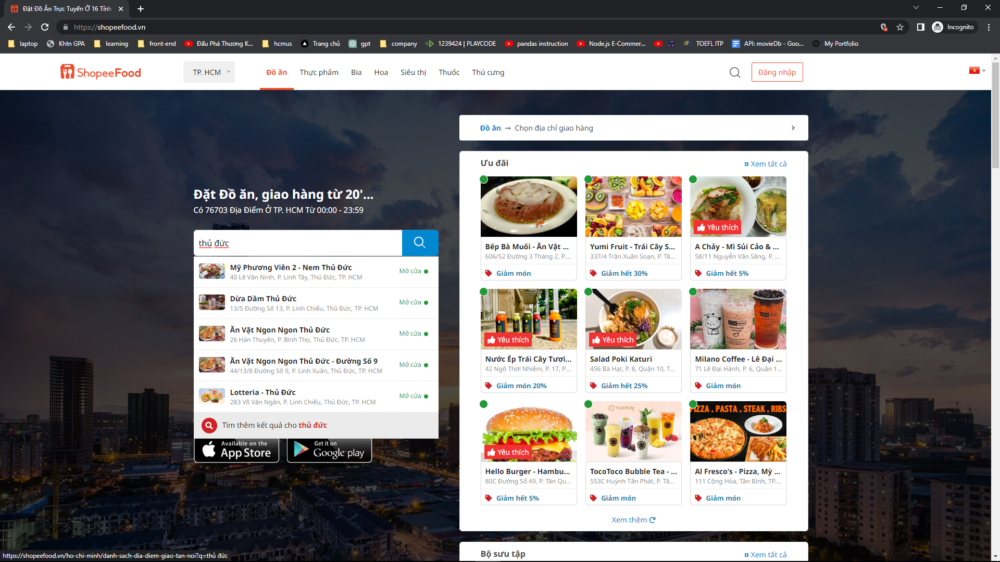 Đặt Đồ Ăn Trực Tuyến Ở 16 Tỉnh
https://shopeefood.vn
Incognito
laptop
Khtn GPA
learning
front-end
Đấu Phá Thương K...
hcmus
Trang chủ
gpt
company
1239424 | PLAYCODE
pandas instruction
Node.js E-Commer...
TOEFL ITP
API: movieDb - Goo...
My Portfolio
ShopeeFood
TP. HCM
Đồ ăn
Thực phẩm
Bia
Hoa
Siêu thị
Thuốc
Thú cưng
Đăng nhập
Đặt Đồ ăn, giao hàng từ 20'...
Có 76703 Địa Điểm Ở TP. HCM Từ 00:00 - 23:59
thủ đức
Mỹ Phương Viên 2 - Nem Thủ Đức
40 Lê Văn Ninh, P. Linh Tây, Thủ Đức, TP. HCM
Mở cửa
Dừa Dầm Thủ Đức
13/5 Đường Số 13, P. Linh Chiểu, Thủ Đức, TP. HCM
Mở cửa
Ăn Vặt Ngon Ngon Thủ Đức
26 Hàn Thuyên, P. Bình Thọ, Thủ Đức, TP. HCM
Mở cửa
Ăn Vặt Ngon Ngon Thủ Đức - Đường Số 9
44/13/8 Đường Số 9, P. Linh Xuân, Thủ Đức, TP. HCM
Mở cửa
Lotteria - Thủ Đức
283 Võ Văn Ngân, P. Linh Chiểu, Thủ Đức, TP. HCM
Mở cửa
Tìm thêm kết quả cho thủ đức
Available on the
App Store
Get it on
Google play
Đồ ăn → Chọn địa chỉ giao hàng
Ưu đãi
Xem tất cả
Bếp Bà Muối - Ăn Vặt ...
606/52 Đường 3 Tháng 2, P....
Giảm món
Yumi Fruit - Trái Cây S...
337/4 Trần Xuân Soạn, P. Tâ...
Giảm hết 30%
Yêu thích
A Chảy - Mì Sủi Cảo & ...
58/11 Nguyễn Văn Săng, P. ...
Giảm hết 5%
Yêu thích
Nước Ép Trái Cây Tươi...
42 Ngô Thời Nhiệm, P. 17, P...
Giảm món 20%
Yêu thích
Salad Poki Katuri
456 Bà Hạt, P. 8, Quận 10, T...
Giảm hết 25%
Milano Coffee - Lê Đại ...
71 Lê Đại Hành, P. 6, Quận 1...
Giảm món
Yêu thích
Hello Burger - Hambu...
80C Đường Số 49, P. Tân Qu...
Giảm hết 5%
TocoToco
TocoToco Bubble Tea - ...
553C Huỳnh Tấn Phát, P. Tâ...
Giảm món
PIZZA . PASTA . STEAK . RIBS
Al Fresco's - Pizza, Mỳ ...
111 Cộng Hòa, Tân Bình, TP....
Giảm món
Xem thêm
Bộ sưu tập
Xem tất cả
https://shopeefood.vn/ho-chi-minh/danh-sach-dia-diem-giao-tan-noi?q=thủ đức